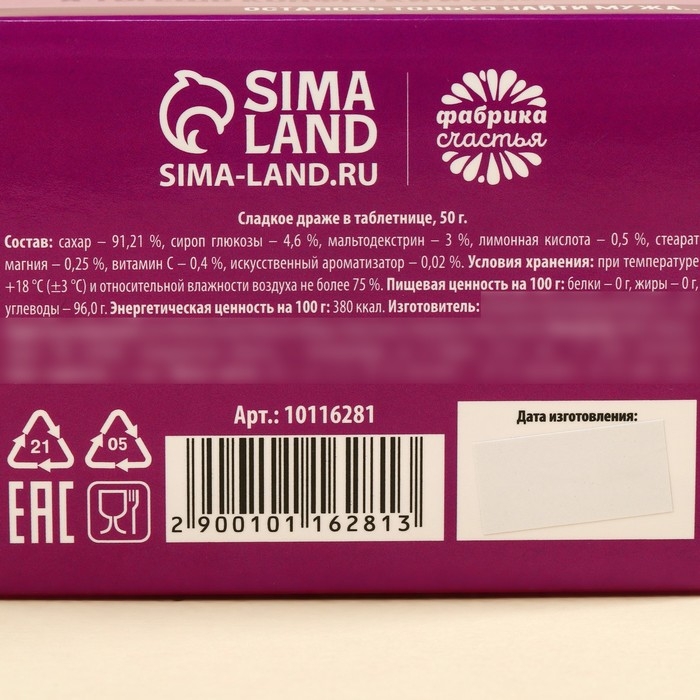 ОСТАЛОСЬ ТОЛЬКО НАЙТИ МУЖА...
SIMA
LAND
SIMA-LAND.RU
фабрика
счастья
Сладкое драже в таблетнице, 50 г.
Состав: сахар – 91,21 %, сироп глюкозы – 4,6 %, мальтодекстрин – 3 %, лимонная кислота – 0,5 %, стеарат
магния – 0,25 %, витамин С – 0,4 %, искусственный ароматизатор – 0,02 %. Условия хранения: при температуре
+18 °С (±3 °С) и относительной влажности воздуха не более 75 %. Пищевая ценность на 100 г: белки – 0 г, жиры – 0 г,
углеводы – 96,0 г. Энергетическая ценность на 100 г: 380 ккал. Изготовитель:
21
05
EAC
Арт.: 10116281
2 900101 162813
Дата изготовления: